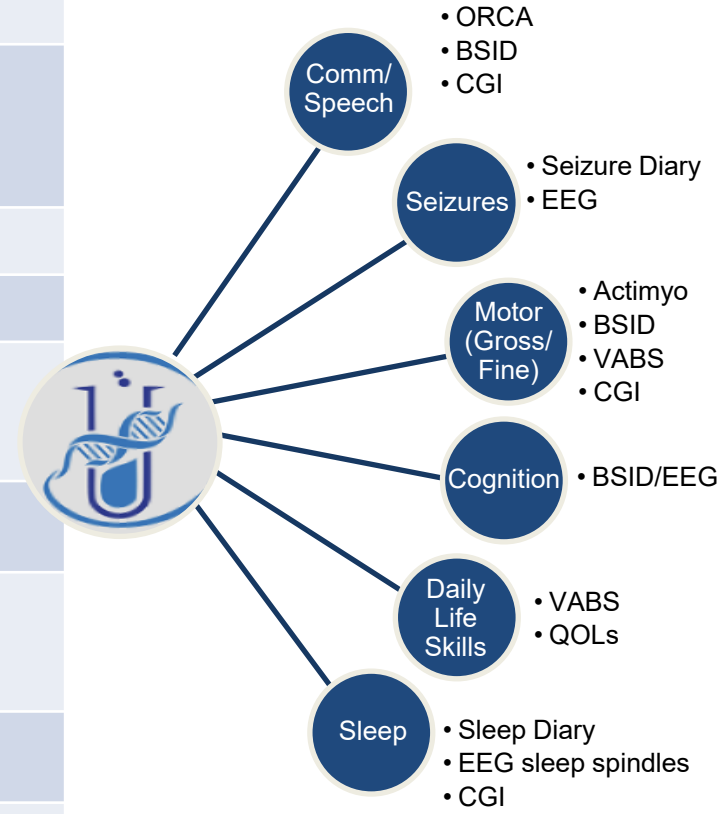 • ORCA
• BSID
• CGI
Comm/
Speech
• Seizure Diary
• EEG
Seizures
• Actimyo
• BSID
• VABS
• CGI
Motor
(Gross/
Fine)
Cognition
• BSID/EEG
Daily
Life
Skills
• VABS
• QOLs
Sleep
• Sleep Diary
• EEG sleep spindles
• CGI